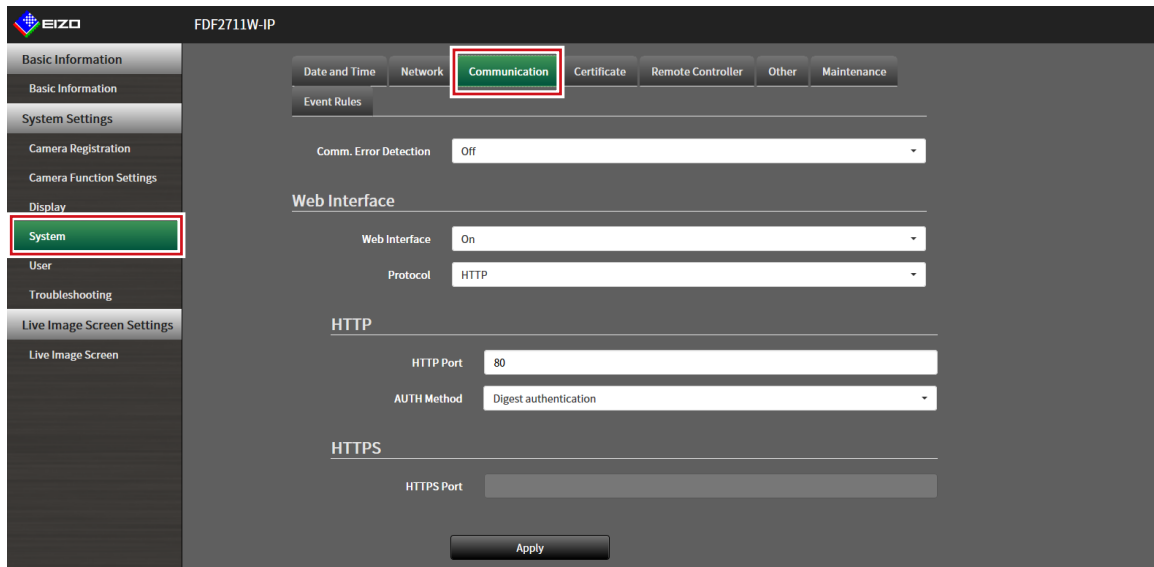 EIZO
FDF2711W-IP
Basic Information
Basic Information
System Settings
Camera Registration
Camera Function Settings
Display
System
User
Troubleshooting
Live Image Screen Settings
Live Image Screen
Date and Time Network Communication Certificate Remote Controller Other Maintenance
Event Rules
Comm. Error Detection Off
Web Interface
Web Interface On
Protocol HTTP
HTTP
HTTP Port 80
AUTH Method Digest authentication
HTTPS
HTTPS Port
Apply